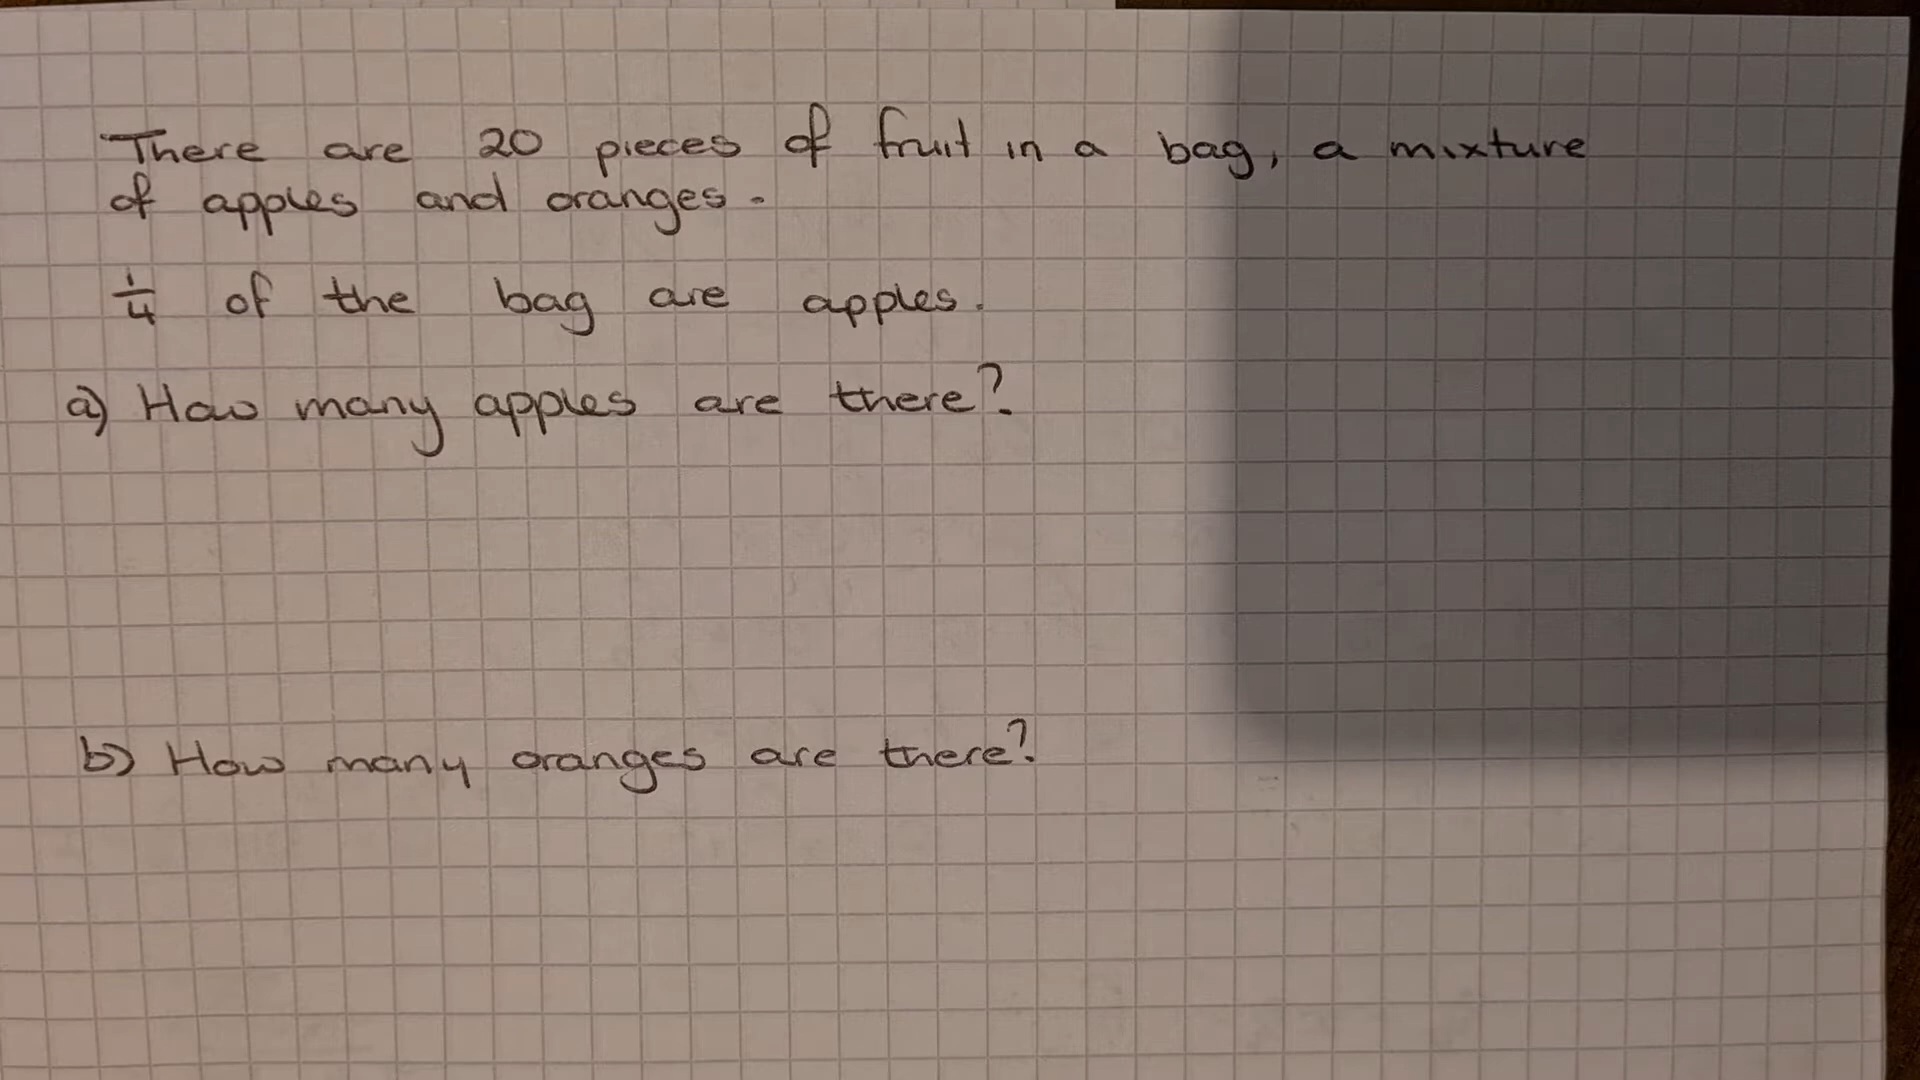 There are 20 pieces of fruit in a bag, a mixture
of apples and oranges.
1/4 of the bag are apples.
a) How many apples are there?
b) How many oranges are there?